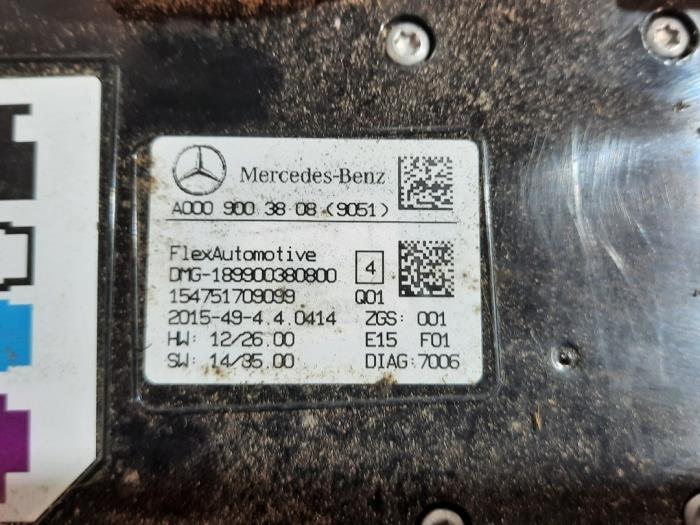 Mercedes-Benz
A000 900 38 08 (9051)
FlexAutomotive
DMG-189900380800
4
154751709099 Q01
2015-49-4.4.0414 ZGS: 001
HW: 12/26.00 E15 F01
SW: 14/35.00 DIAG:7006